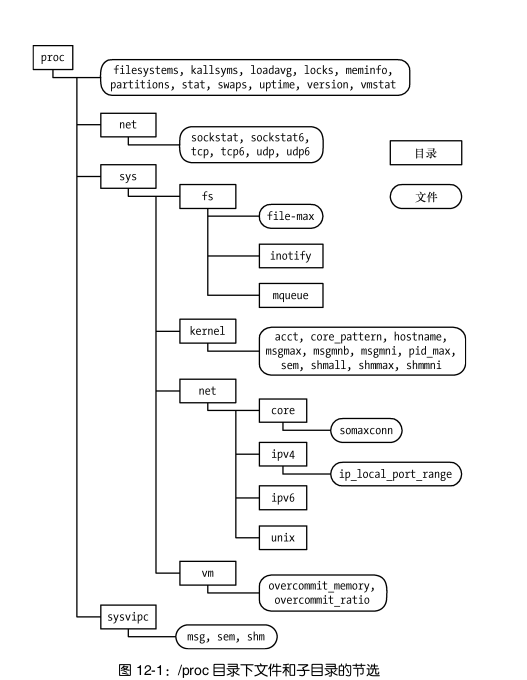 proc
filesystems, kallsyms, loadavg, locks, meminfo,
partitions, stat, swaps, uptime, version, vmstat
net
sockstat, sockstat6,
tcp, tcp6, udp, udp6
目录
sys
fs
文件
file-max
inotify
mqueue
kernel
acct, core_pattern, hostname,
msgmax, msgmnb, msgmni, pid_max,
sem, shmall, shmmax, shmmni
net
core
somaxconn
ipv4
ip_local_port_range
ipv6
unix
vm
overcommit_memory,
overcommit_ratio
sysvipc
msg, sem, shm
图 12-1：/proc 目录下文件和子目录的节选